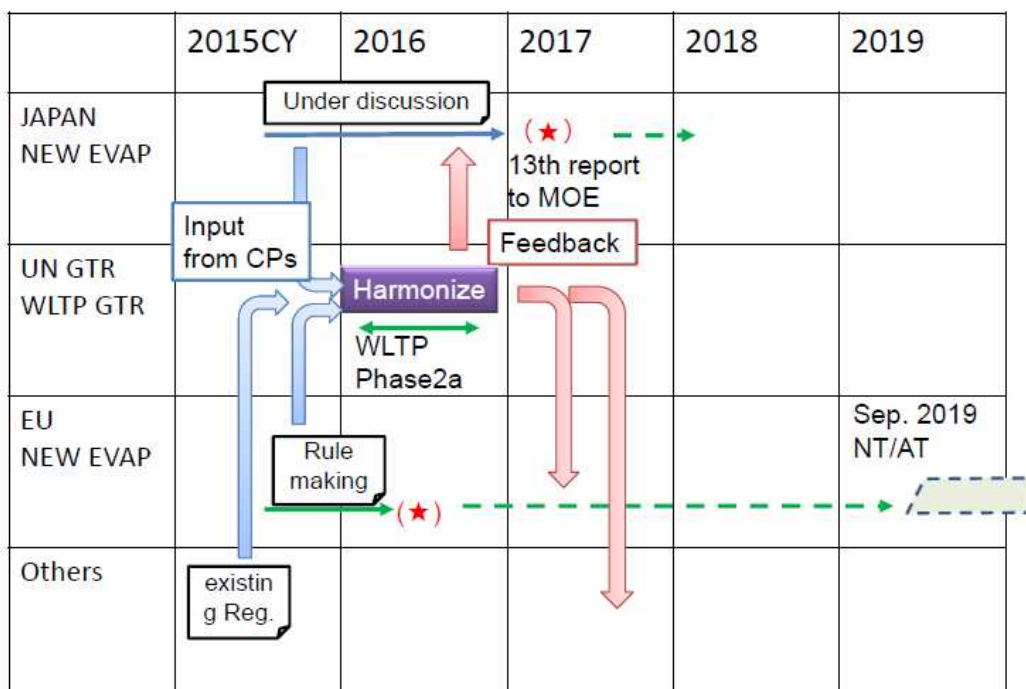 2015CY 2016 2017 2018 2019
Under discussion
JAPAN
NEW EVAP
(★)
13th report
to MOE
Input
from CPs
Feedback
UN GTR
WLTP GTR
Harmonize
WLTP
Phase2a
EU
NEW EVAP
Rule
making
(★)
Sep. 2019
NT/AT
Others
existin
g Reg.